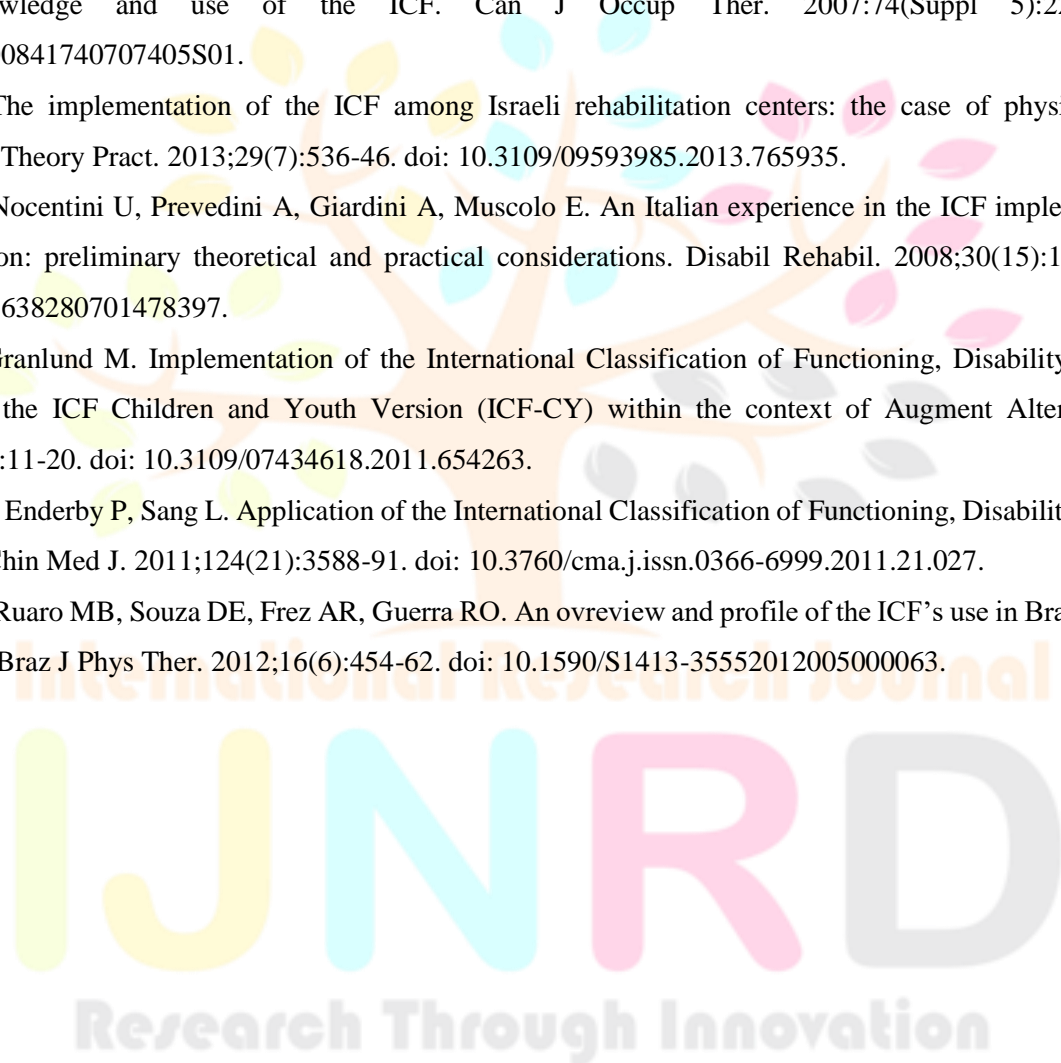 wledge and use of the ICF. Can J Occup Ther. 2007:74(Suppl 5):2
00841740707405S01.
The implementation of the ICF among Israeli rehabilitation centers: the case of physi
Theory Pract. 2013;29(7):536-46. doi: 10.3109/09593985.2013.765935.
Nocentini U, Prevedini A, Giardini A, Muscolo E. An Italian experience in the ICF imple
on: preliminary theoretical and practical considerations. Disabil Rehabil. 2008;30(15):1
638280701478397.
Granlund M. Implementation of the International Classification of Functioning, Disability
the ICF Children and Youth Version (ICF-CY) within the context of Augment Alter
:11-20. doi: 10.3109/07434618.2011.654263.
Enderby P, Sang L. Application of the International Classification of Functioning, Disabilit
Chin Med J. 2011;124(21):3588-91. doi: 10.3760/cma.j.issn.0366-6999.2011.21.027.
Ruaro MB, Souza DE, Frez AR, Guerra RO. An ovreview and profile of the ICF’s use in Bra
Braz J Phys Ther. 2012;16(6):454-62. doi: 10.1590/S1413-35552012005000063.
International Research Journal
IJNRD
Research Through Innovation